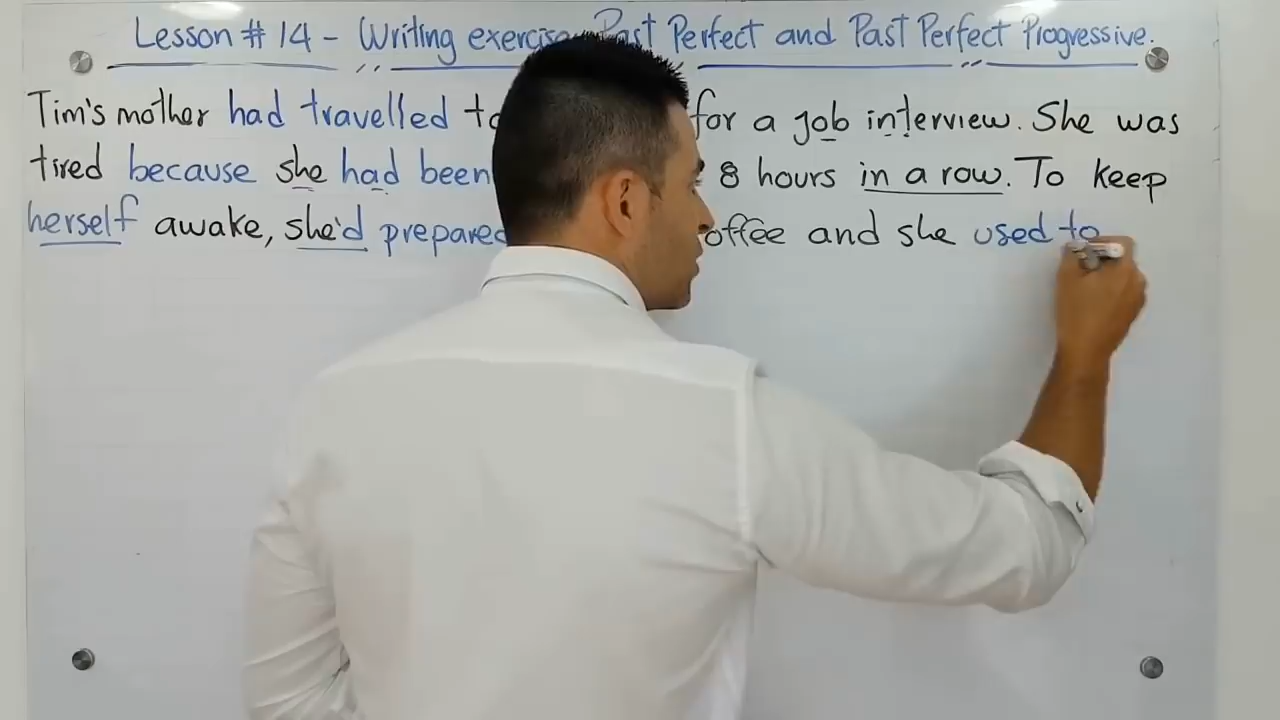 Lesson # 14 - Writing exercise Past Perfect and Past Perfect Progressive.
Tim's mother had travelled to for a job interview. She was
tired because she had been 8 hours in a row. To keep
herself awake, she'd prepared and she used to